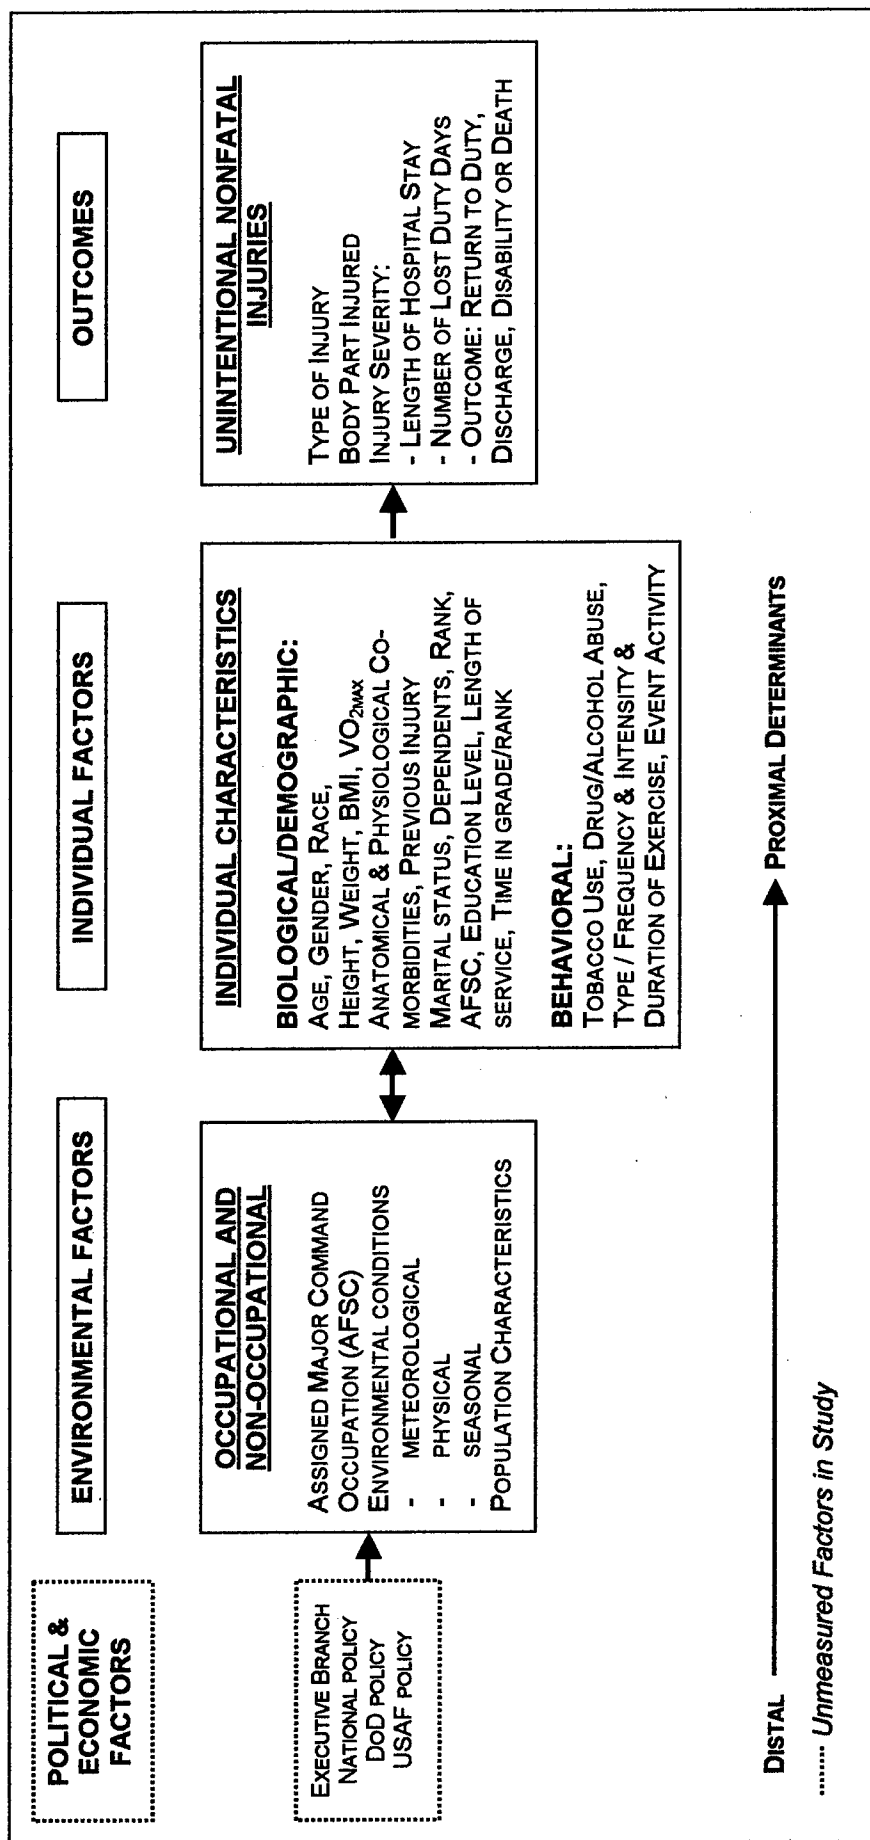 POLITICAL &
ECONOMIC
FACTORS
ENVIRONMENTAL FACTORS
INDIVIDUAL FACTORS
OUTCOMES
EXECUTIVE BRANCH
NATIONAL POLICY
DOD POLICY
USAF POLICY
OCCUPATIONAL AND
NON-OCCUPATIONAL
ASSIGNED MAJOR COMMAND
OCCUPATION (AFSC)
ENVIRONMENTAL CONDITIONS
- METEOROLOGICAL
- PHYSICAL
- SEASONAL
POPULATION CHARACTERISTICS
INDIVIDUAL CHARACTERISTICS
BIOLOGICAL/DEMOGRAPHIC:
AGE, GENDER, RACE,
HEIGHT, WEIGHT, BMI, VO2MAX
ANATOMICAL & PHYSIOLOGICAL CO-
MORBIDITIES, PREVIOUS INJURY
MARITAL STATUS, DEPENDENTS, RANK,
AFSC, EDUCATION LEVEL, LENGTH OF
SERVICE, TIME IN GRADE/RANK
BEHAVIORAL:
TOBACCO USE, DRUG/ALCOHOL ABUSE,
TYPE / FREQUENCY & INTENSITY &
DURATION OF EXERCISE, EVENT ACTIVITY
UNINTENTIONAL NONFATAL
INJURIES
TYPE OF INJURY
BODY PART INJURED
INJURY SEVERITY:
- LENGTH OF HOSPITAL STAY
- NUMBER OF LOST DUTY DAYS
- OUTCOME: RETURN TO DUTY,
DISCHARGE, DISABILITY OR DEATH
DISTAL
PROXIMAL DETERMINANTS
........ Unmeasured Factors in Study